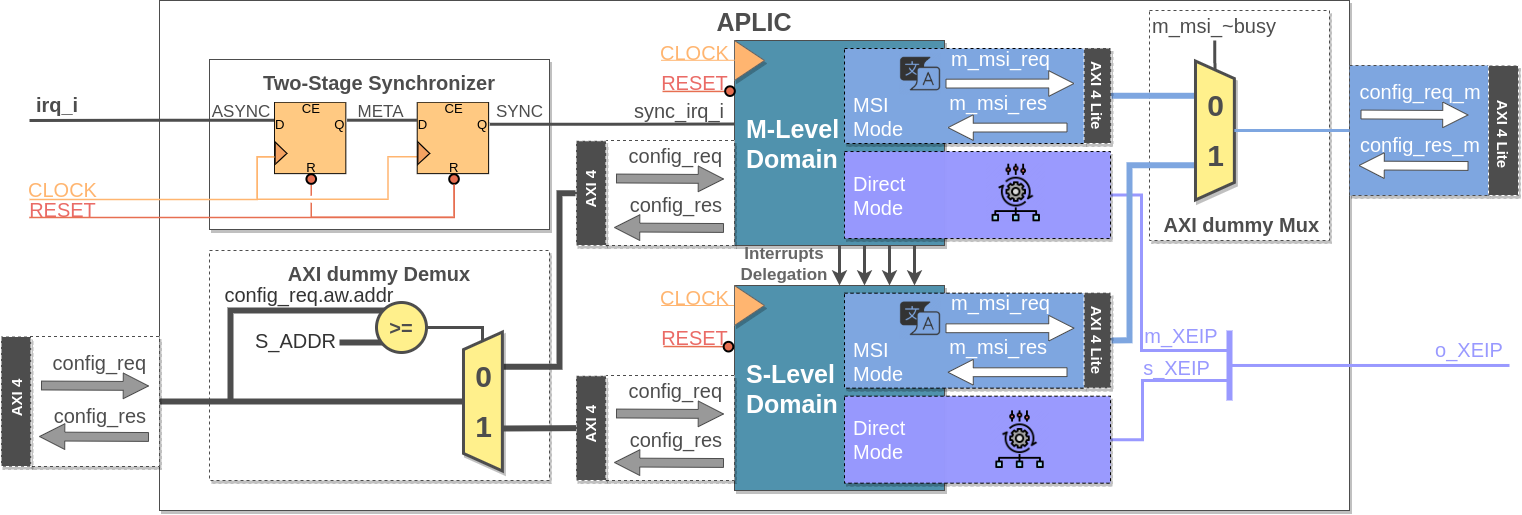 APLIC
Two-Stage Synchronizer
irq_i
ASYNC
CE
D
Q
R
META
CE
D
Q
R
SYNC
CLOCK
RESET
AXI dummy Demux
config_req.aw.addr
>=
S_ADDR
0
1
AXI 4
config_req
config_res
CLOCK
RESET
sync_irq_i
AXI 4
config_req
config_res
M-Level
Domain
m_msi_req
m_msi_res
MSI
Mode
AXI 4 Lite
Direct
Mode
Interrupts
Delegation
CLOCK
RESET
AXI 4
config_req
config_res
S-Level
Domain
m_msi_req
m_msi_res
MSI
Mode
AXI 4 Lite
Direct
Mode
m_msi_~busy
0
1
AXI dummy Mux
config_req_m
config_res_m
AXI 4 Lite
m_XEIP
s_XEIP
o_XEIP